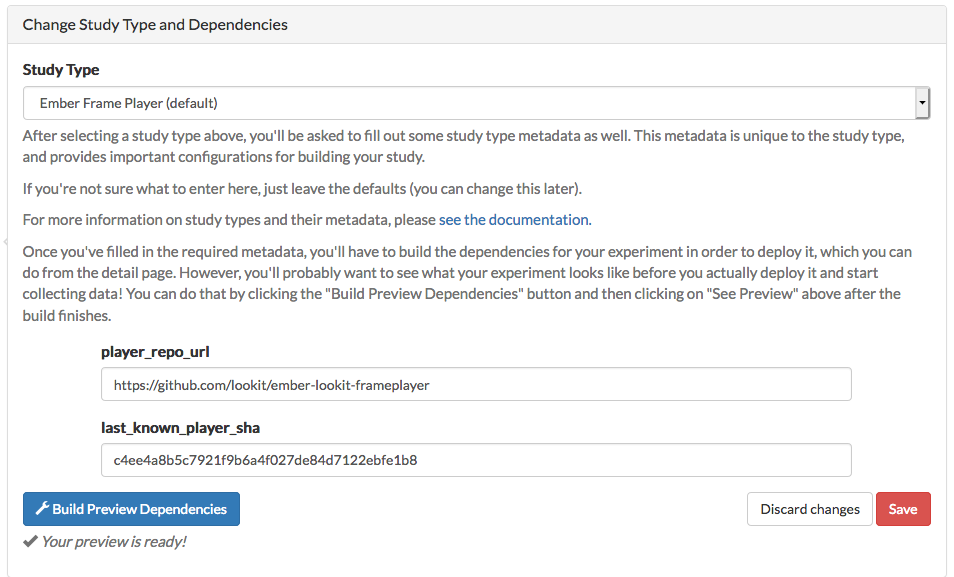 Change Study Type and Dependencies
Study Type
Ember Frame Player (default)
After selecting a study type above, you'll be asked to fill out some study type metadata as well. This metadata is unique to the study type,
and provides important configurations for building your study.
If you're not sure what to enter here, just leave the defaults (you can change this later).
For more information on study types and their metadata, please see the documentation.
Once you've filled in the required metadata, you'll have to build the dependencies for your experiment in order to deploy it, which you can
do from the detail page. However, you'll probably want to see what your experiment looks like before you actually deploy it and start
collecting data! You can do that by clicking the "Build Preview Dependencies" button and then clicking on "See Preview" above after the
build finishes.
player_repo_url
https://github.com/lookit/ember-lookit-frameplayer
last_known_player_sha
c4ee4a8b5c7921f9b6a4f027de84d7122ebfe1b8
Build Preview Dependencies
Discard changes
Save
Your preview is ready!